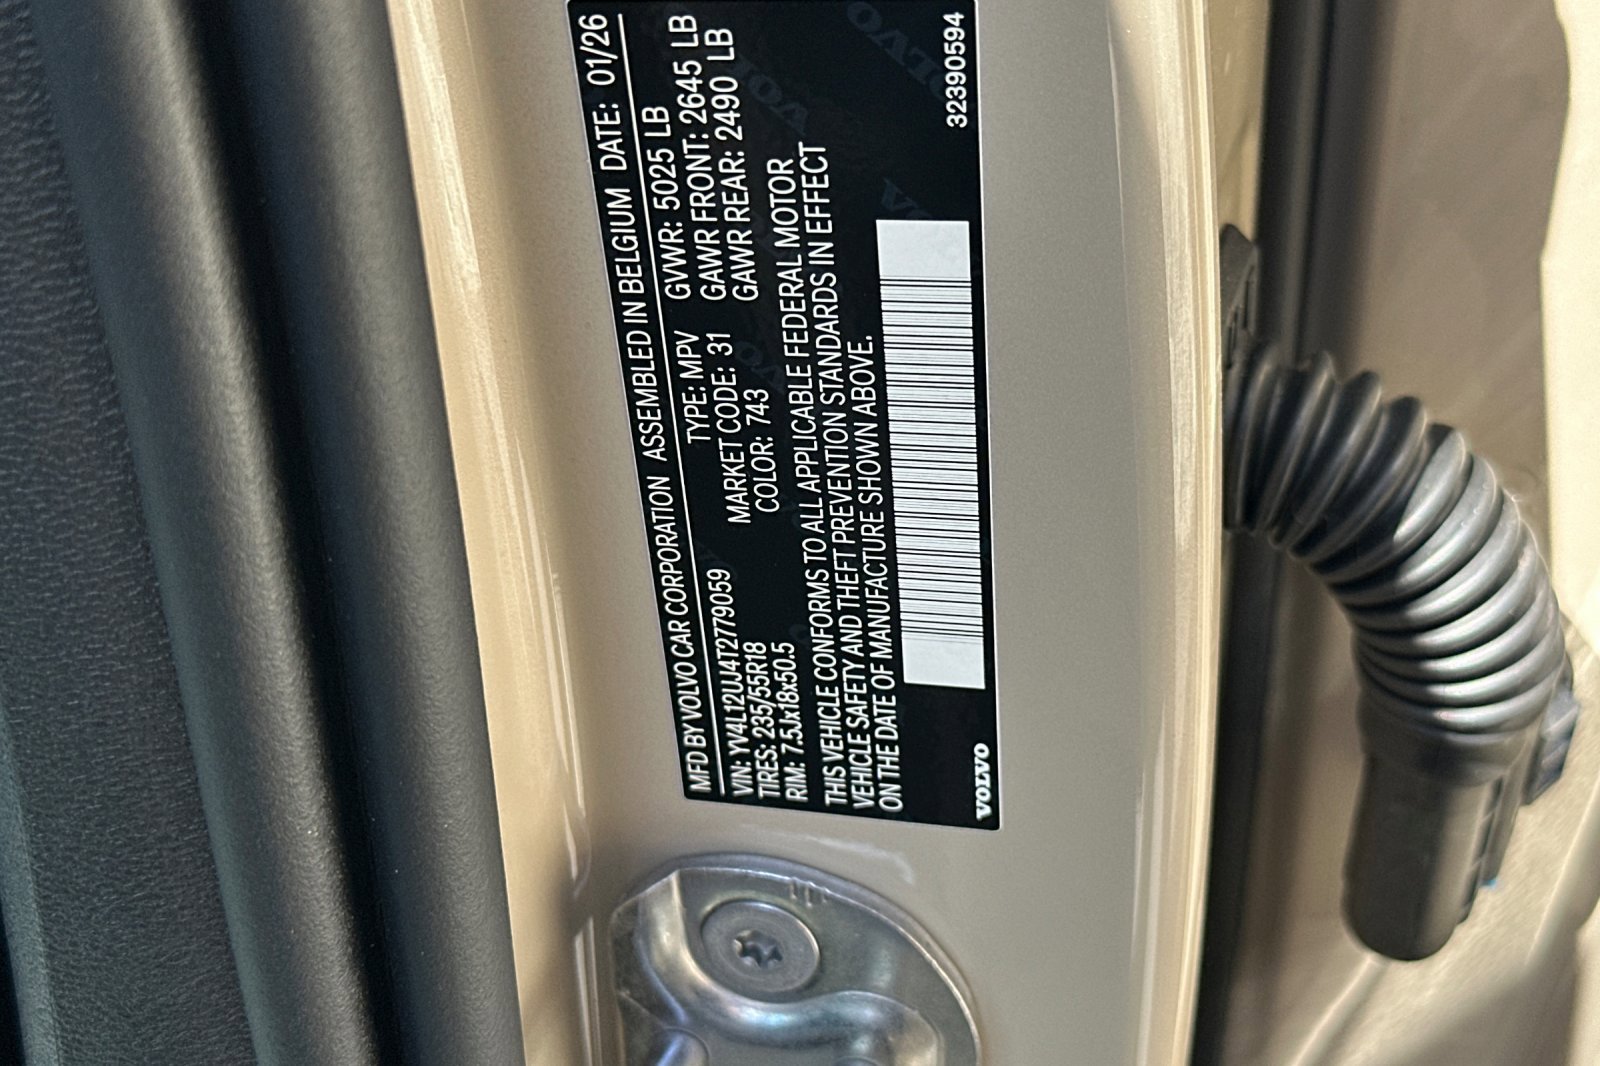 MFD BY VOLVO CAR CORPORATION ASSEMBLED IN BELGIUM DATE: 01/26
VIN: YV4L12UJ4T2779059 TYPE: MPV GVWR: 5025 LB
TIRES: 235/55R18 MARKET CODE: 31 GAWR FRONT: 2645 LB
RIM: 7.5Jx18x50.5 COLOR: 743 GAWR REAR: 2490 LB
THIS VEHICLE CONFORMS TO ALL APPLICABLE FEDERAL MOTOR
VEHICLE SAFETY AND THEFT PREVENTION STANDARDS IN EFFECT
ON THE DATE OF MANUFACTURE SHOWN ABOVE.
VOLVO 32390594